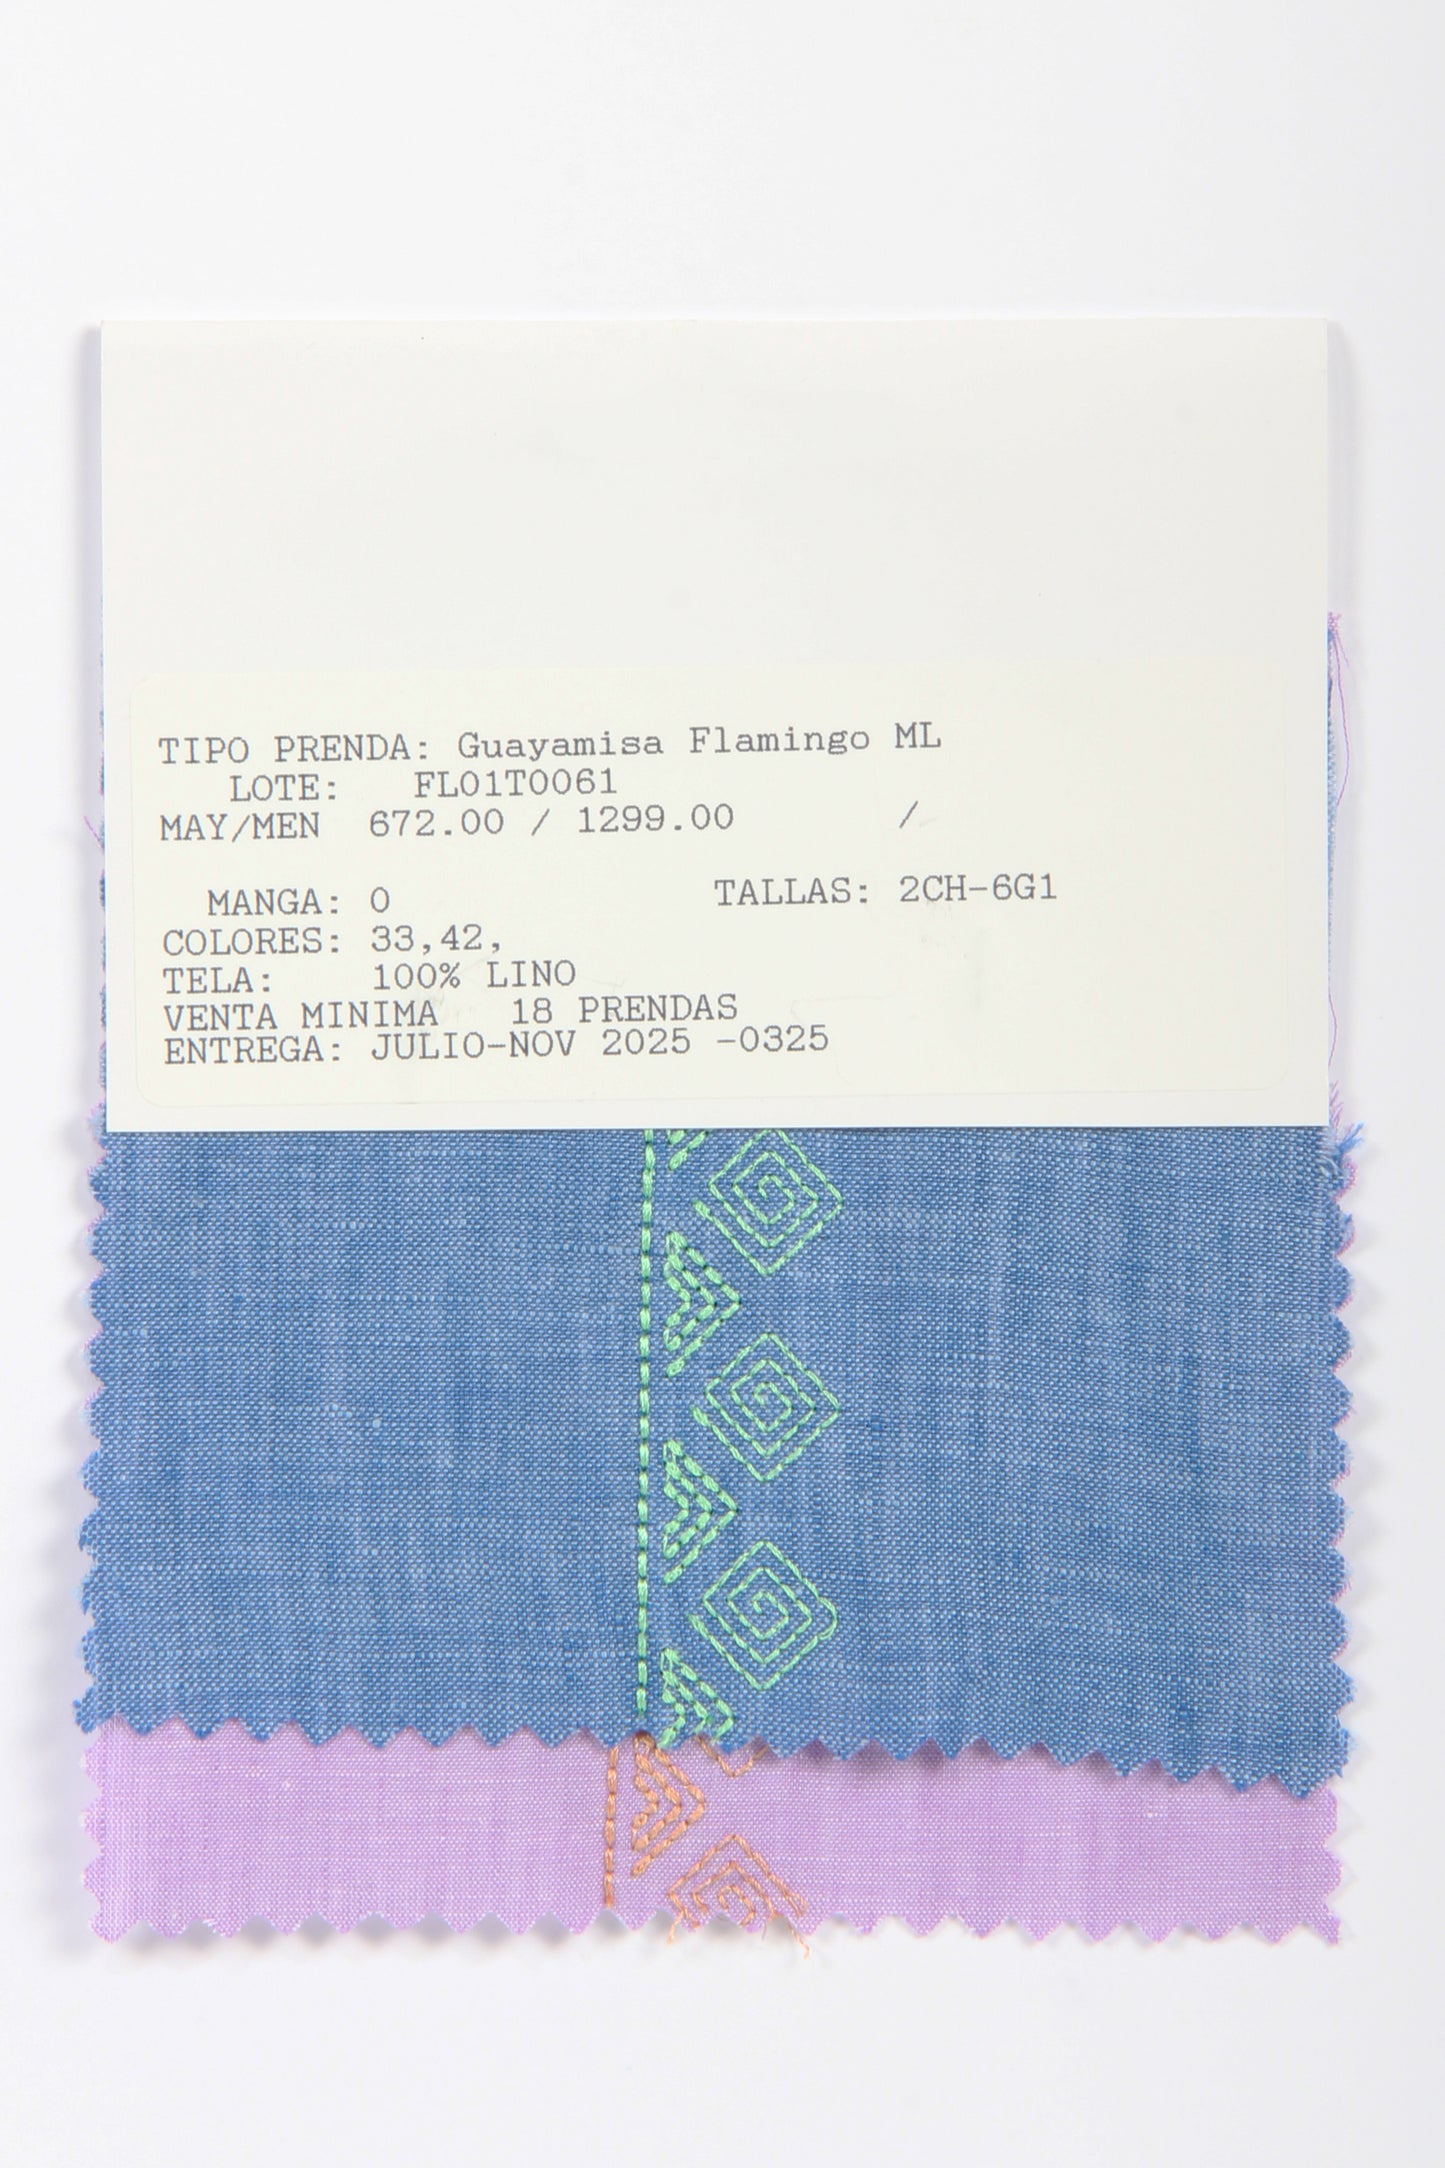 TIPO PRENDA: Guayamisa Flamingo ML
LOTE: FL01T0061
MAY/MEN 672.00 / 1299.00 /
MANGA: 0 TALLAS: 2CH-6G1
COLORES: 33,42,
TELA: 100% LINO
VENTA MINIMA 18 PRENDAS
ENTREGA: JULIO-NOV 2025 -0325